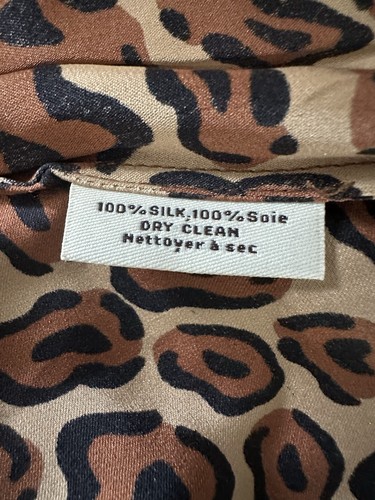 100% SILK, 100% Soie
DRY CLEAN
Nettoyer à sec